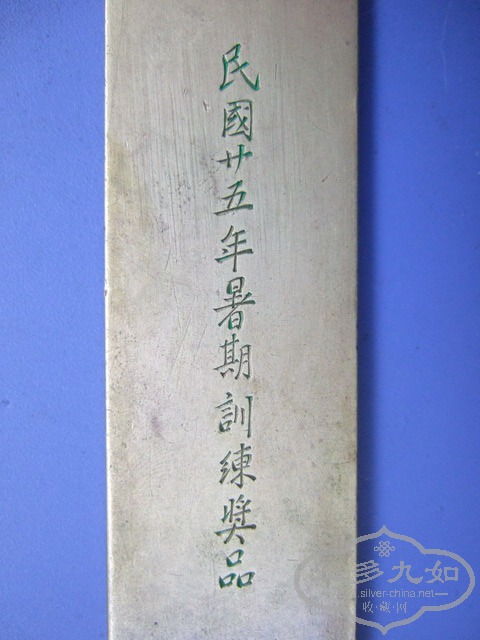 民國廿五年暑期訓練奬品
多九如
silver-china.net
收·藏·网